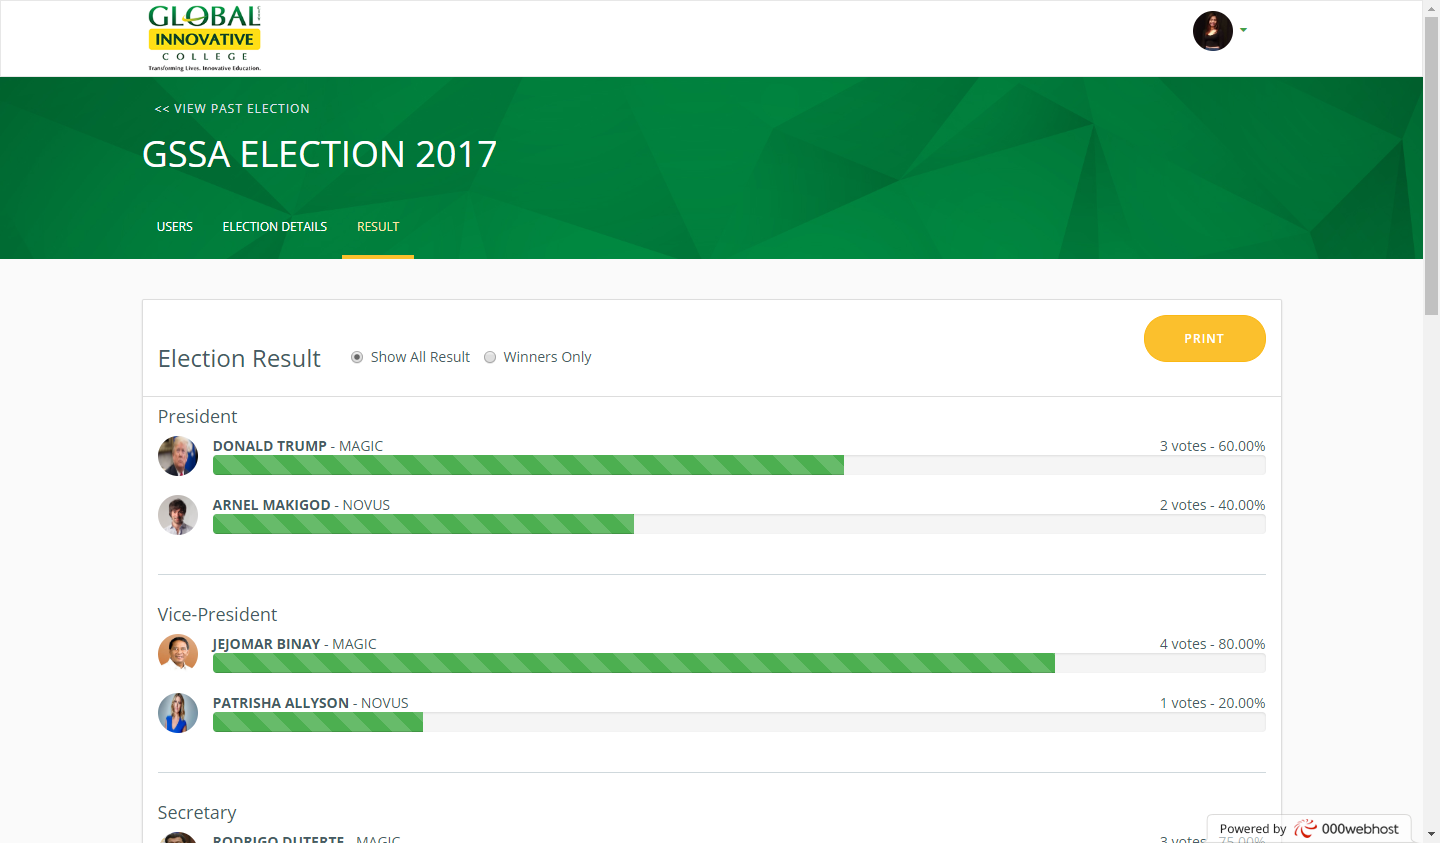 GLOBAL
INNOVATIVE
COLLEGE
Transforming Lives. Innovative Education.
<< VIEW PAST ELECTION
GSSA ELECTION 2017
USERS ELECTION DETAILS RESULT
PRINT
Election Result Show All Result Winners Only
President
DONALD TRUMP - MAGIC 3 votes - 60.00%
ARNEL MAKIGOD - NOVUS 2 votes - 40.00%
Vice-President
JEJOMAR BINAY - MAGIC 4 votes - 80.00%
PATRISHA ALLYSON - NOVUS 1 votes - 20.00%
Secretary
RODRIGO DUTERTE - MAGIC 3 votes - 75.00%
Powered by 000webhost